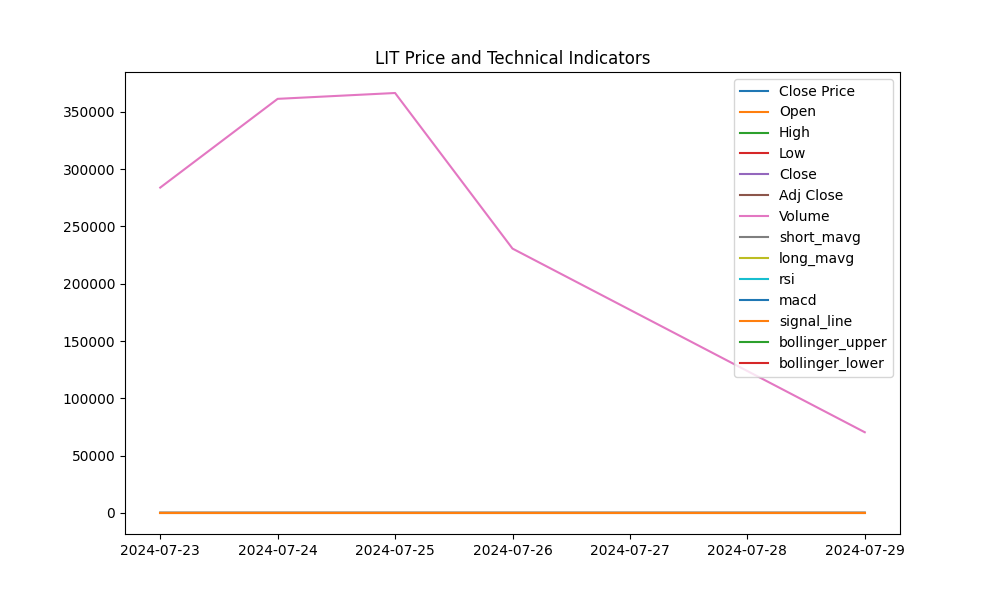 LIT Price and Technical Indicators
350000
300000
250000
200000
150000
100000
50000
0
2024-07-23
2024-07-24
2024-07-25
2024-07-26
2024-07-27
2024-07-28
2024-07-29
Close Price
Open
High
Low
Close
Adj Close
Volume
short_mavg
long_mavg
rsi
macd
signal_line
bollinger_upper
bollinger_lower